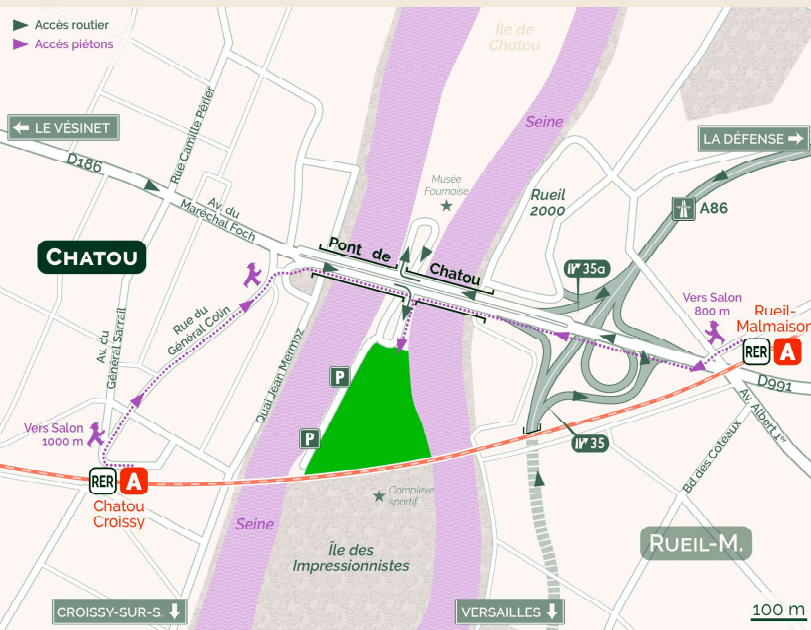 Accès routier
Accès piétons
Île de
Chatou
Seine
← LE VÉSINET
LA DÉFENSE →
Rue Camille Périer
D186
Musée
Fournaise
Rueil
2000
A86
Av. du
Maréchal Foch
CHATOU
Pont de
Chatou
35a
Vers Salon
800 m
Rueil-
Malmaison
RER A
Rue du
Général Colin
Av. du
Général Sarrail
Quai Jean Mermoz
P
D991
Av. Albert 1er
Vers Salon
1000 m
P
35
Bd des Coteaux
RER A
Chatou
Croissy
Complexe
sportif
Seine
Île des
Impressionnistes
RUEIL-M.
CROISSY-SUR-S. ↓
VERSAILLES ↓
100 m